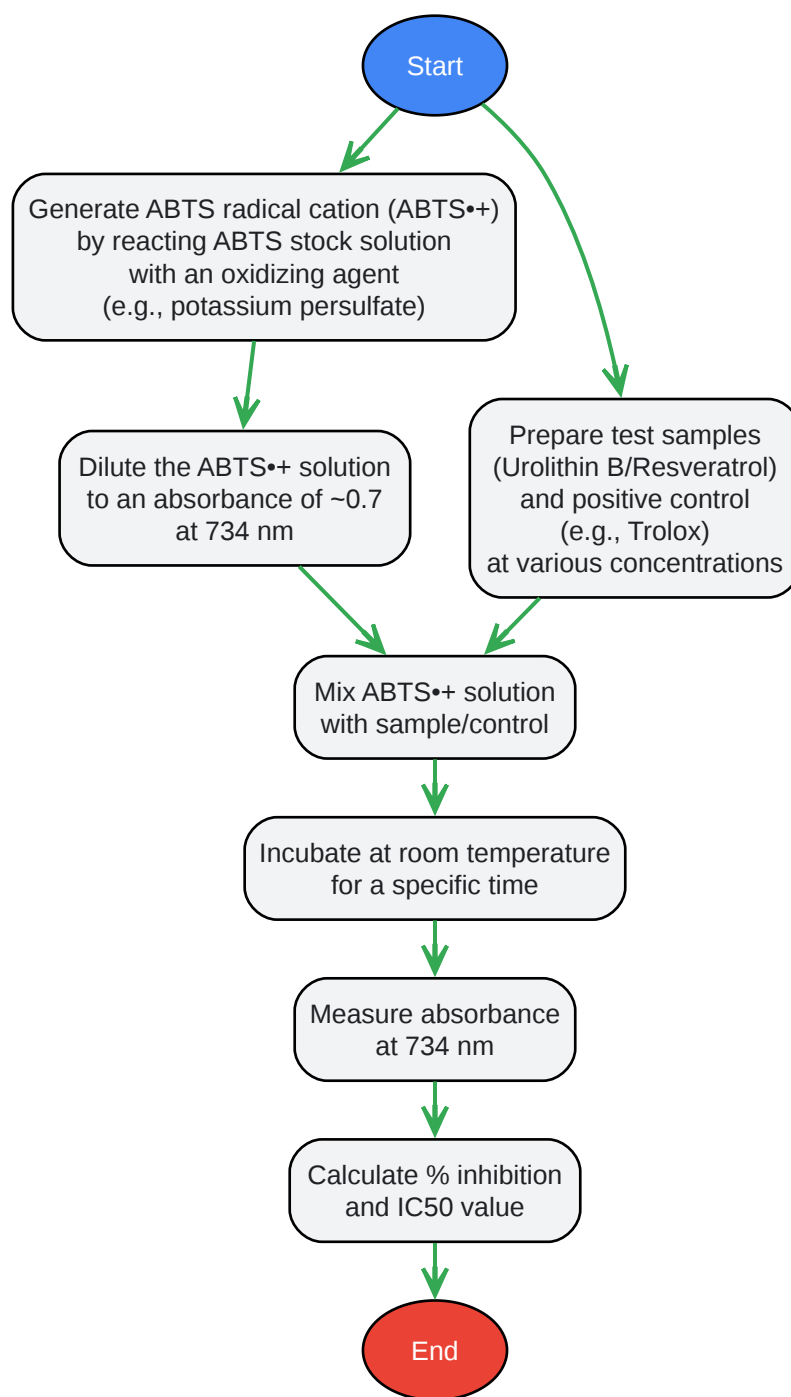 Start
Generate ABTS radical cation (ABTS•+)
by reacting ABTS stock solution
with an oxidizing agent
(e.g., potassium persulfate)
Dilute the ABTS•+ solution
to an absorbance of ~0.7
at 734 nm
Prepare test samples
(Urolithin B/Resveratrol)
and positive control
(e.g., Trolox)
at various concentrations
Mix ABTS•+ solution
with sample/control
Incubate at room temperature
for a specific time
Measure absorbance
at 734 nm
Calculate % inhibition
and IC50 value
End